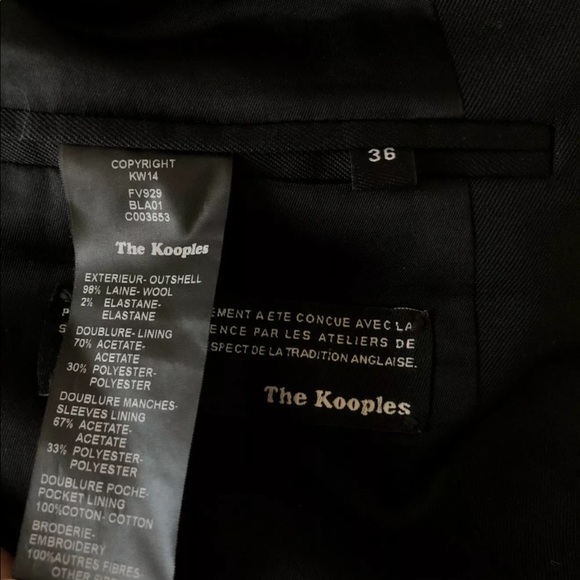 36
COPYRIGHT
KW14
FV929
BLA01
C003653
The Kooples
EXTERIEUR- OUTSHELL
98% LAINE- WOOL
2% ELASTANE-
ELASTANE
DOUBLURE- LINING
70% ACETATE-
ACETATE
30% POLYESTER-
POLYESTER
DOUBLURE MANCHES-
SLEEVES LINING
67% ACETATE-
ACETATE
33% POLYESTER-
POLYESTER
DOUBLURE POCHE-
POCKET LINING
100%COTON- COTTON
BRODERIE-
EMBROIDERY
100%AUTRES FIBRES-
OTHER
EMENT A ETE CONCUE AVEC LA
ENCE PAR LES ATELIERS DE
SPECT DE LA TRADITION ANGLAISE.
The Kooples